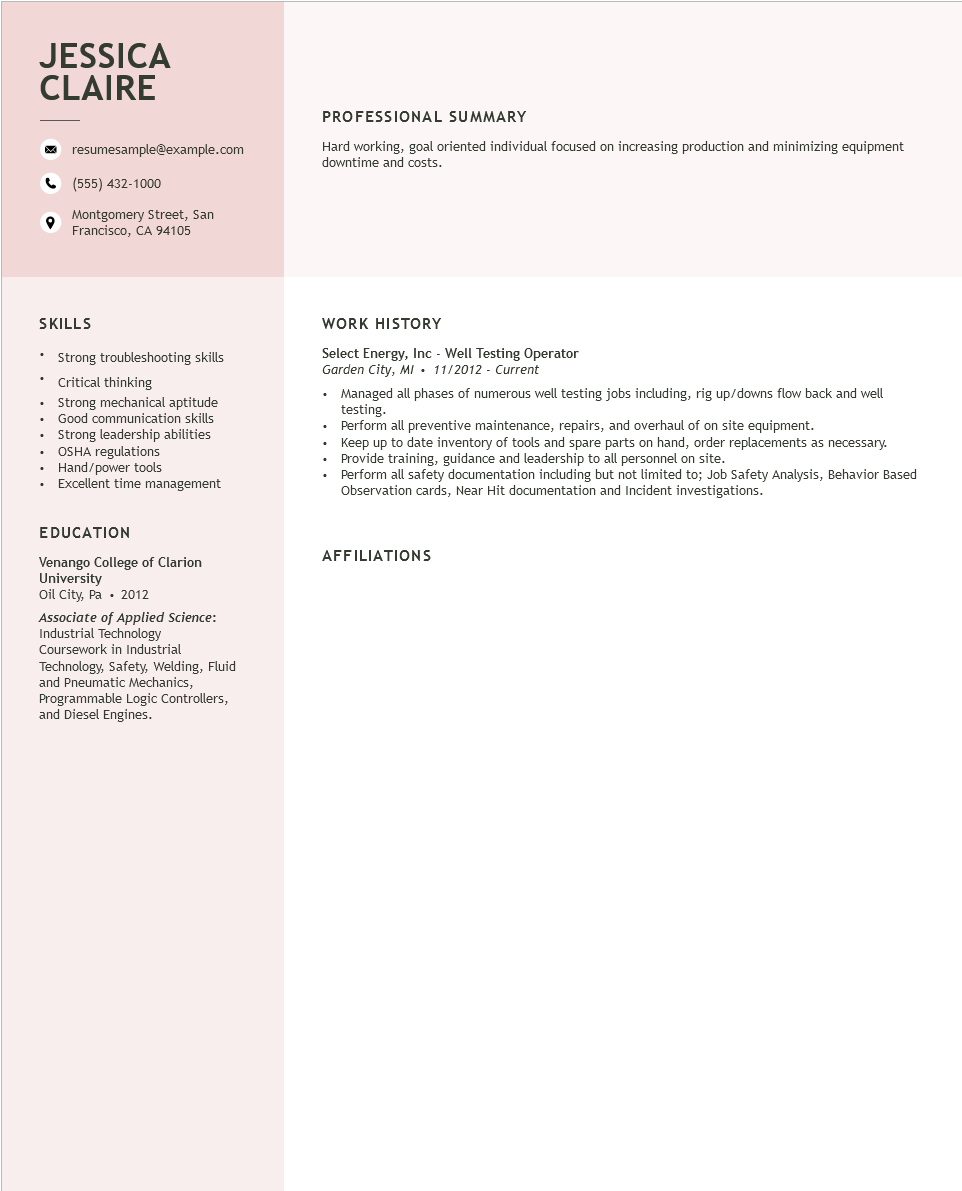 JESSICA
CLAIRE
resumesample@example.com
(555) 432-1000
Montgomery Street, San
Francisco, CA 94105
PROFESSIONAL SUMMARY
Hard working, goal oriented individual focused on increasing production and minimizing equipment
downtime and costs.
SKILLS
• Strong troubleshooting skills
• Critical thinking
• Strong mechanical aptitude
• Good communication skills
• Strong leadership abilities
• OSHA regulations
• Hand/power tools
• Excellent time management
EDUCATION
Venango College of Clarion
University
Oil City, Pa • 2012
Associate of Applied Science:
Industrial Technology
Coursework in Industrial
Technology, Safety, Welding, Fluid
and Pneumatic Mechanics,
Programmable Logic Controllers,
and Diesel Engines.
WORK HISTORY
Select Energy, Inc - Well Testing Operator
Garden City, MI • 11/2012 - Current
• Managed all phases of numerous well testing jobs including, rig up/downs flow back and well
testing.
• Perform all preventive maintenance, repairs, and overhaul of on site equipment.
• Keep up to date inventory of tools and spare parts on hand, order replacements as necessary.
• Provide training, guidance and leadership to all personnel on site.
• Perform all safety documentation including but not limited to; Job Safety Analysis, Behavior Based
Observation cards, Near Hit documentation and Incident investigations.
AFFILIATIONS